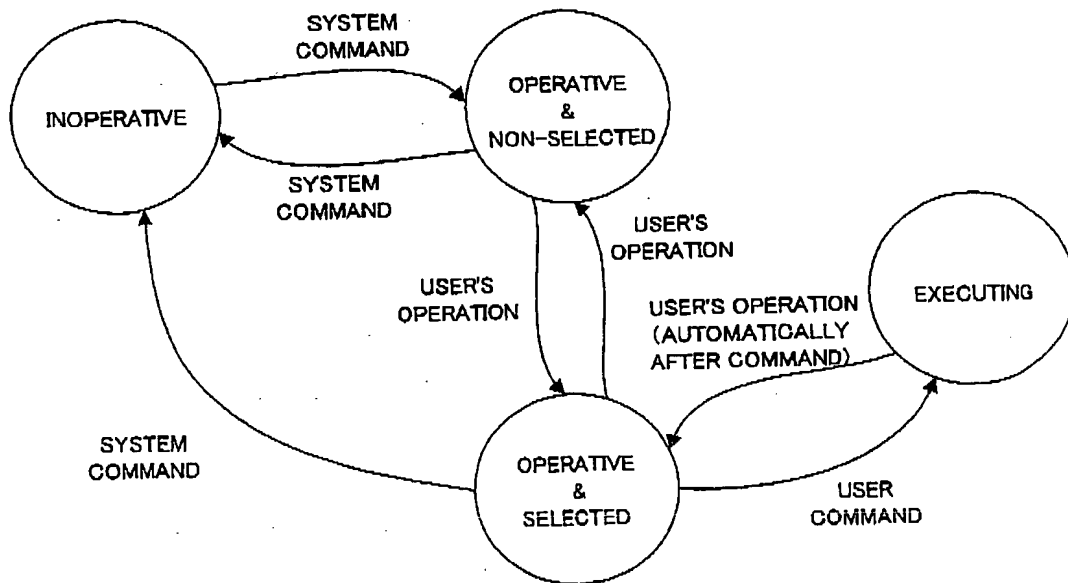 SYSTEM
COMMAND
INOPERATIVE
OPERATIVE
&
NON-SELECTED
SYSTEM
COMMAND
USER'S
OPERATION
USER'S
OPERATION
EXECUTING
USER'S OPERATION
(AUTOMATICALLY
AFTER COMMAND)
SYSTEM
COMMAND
OPERATIVE
&
SELECTED
USER
COMMAND